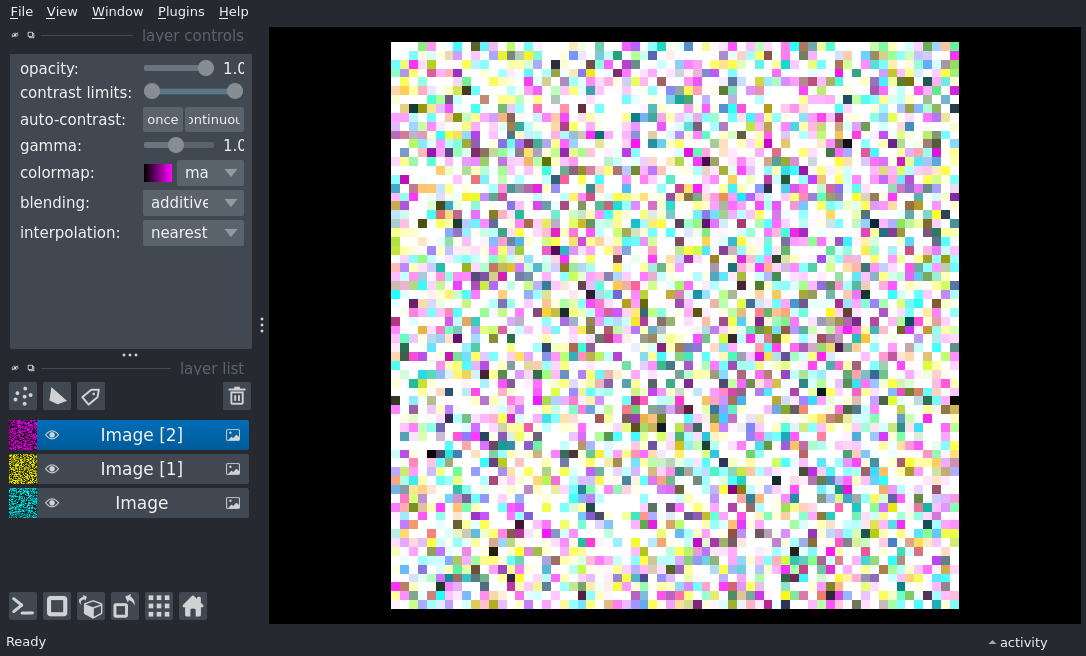 File View Window Plugins Help
layer controls
opacity: 1.0
contrast limits:
auto-contrast: once ontinuou
gamma: 1.0
colormap: ma
blending: additive
interpolation: nearest
layer list
Image [2]
Image [1]
Image
Ready activity